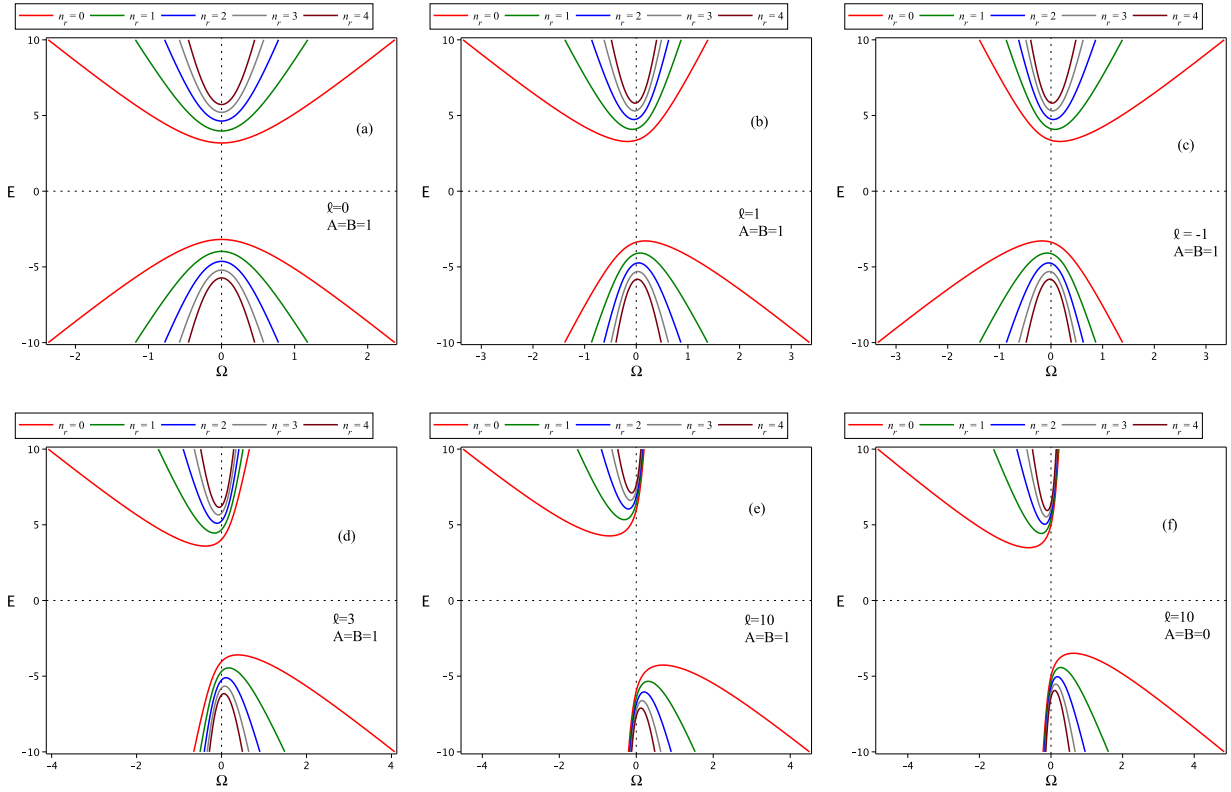 n_r = 0 n_r = 1 n_r = 2 n_r = 3 n_r = 4
10
5
E 0
-5
-10
-2 -1 0 1 2
Ω
(a)
ℓ=0
A=B=1
n_r = 0 n_r = 1 n_r = 2 n_r = 3 n_r = 4
10
5
E 0
-5
-10
-3 -2 -1 0 1 2 3
Ω
(b)
ℓ=1
A=B=1
n_r = 0 n_r = 1 n_r = 2 n_r = 3 n_r = 4
10
5
E 0
-5
-10
-3 -2 -1 0 1 2 3
Ω
(c)
ℓ = -1
A=B=1
n_r = 0 n_r = 1 n_r = 2 n_r = 3 n_r = 4
10
5
E 0
-5
-10
-4 -2 0 2 4
Ω
(d)
ℓ=3
A=B=1
n_r = 0 n_r = 1 n_r = 2 n_r = 3 n_r = 4
10
5
E 0
-5
-10
-4 -2 0 2 4
Ω
(e)
ℓ=10
A=B=1
n_r = 0 n_r = 1 n_r = 2 n_r = 3 n_r = 4
10
5
E 0
-5
-10
-4 -2 0 2 4
Ω
(f)
ℓ=10
A=B=0